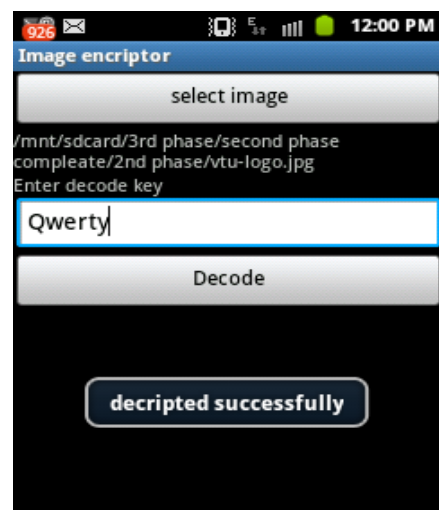 926 E 12:00 PM
Image encriptor
select image
/mnt/sdcard/3rd phase/second phase
compleate/2nd phase/vtu-logo.jpg
Enter decode key
Qwerty
Decode
decripted successfully